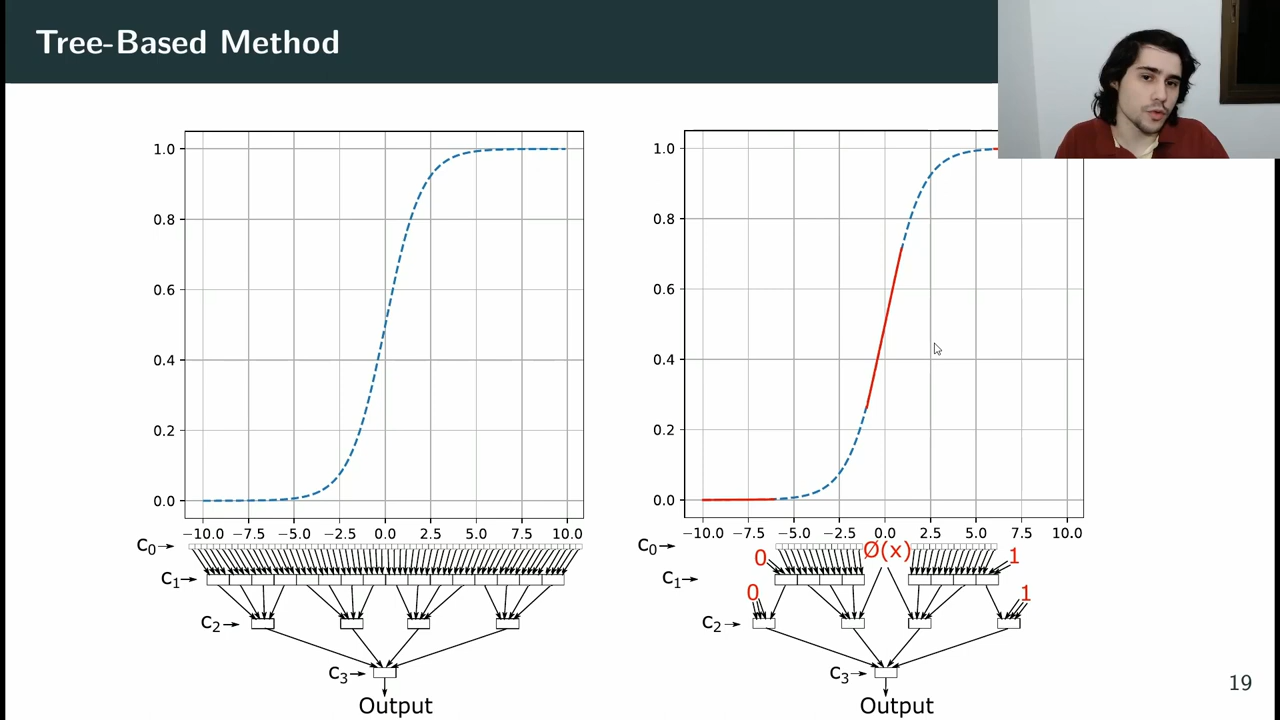 Tree-Based Method
1.0
0.8
0.6
0.4
0.2
0.0
−10.0 −7.5 −5.0 −2.5 0.0 2.5 5.0 7.5 10.0
C₀→
C₁→
C₂→
C₃→
Output
1.0
0.8
0.6
0.4
0.2
0.0
−10.0 −7.5 −5.0 −2.5 0.0 2.5 5.0 7.5 10.0
C₀→
0 Ø(x) 1
C₁→
0 1
C₂→
C₃→
Output
19